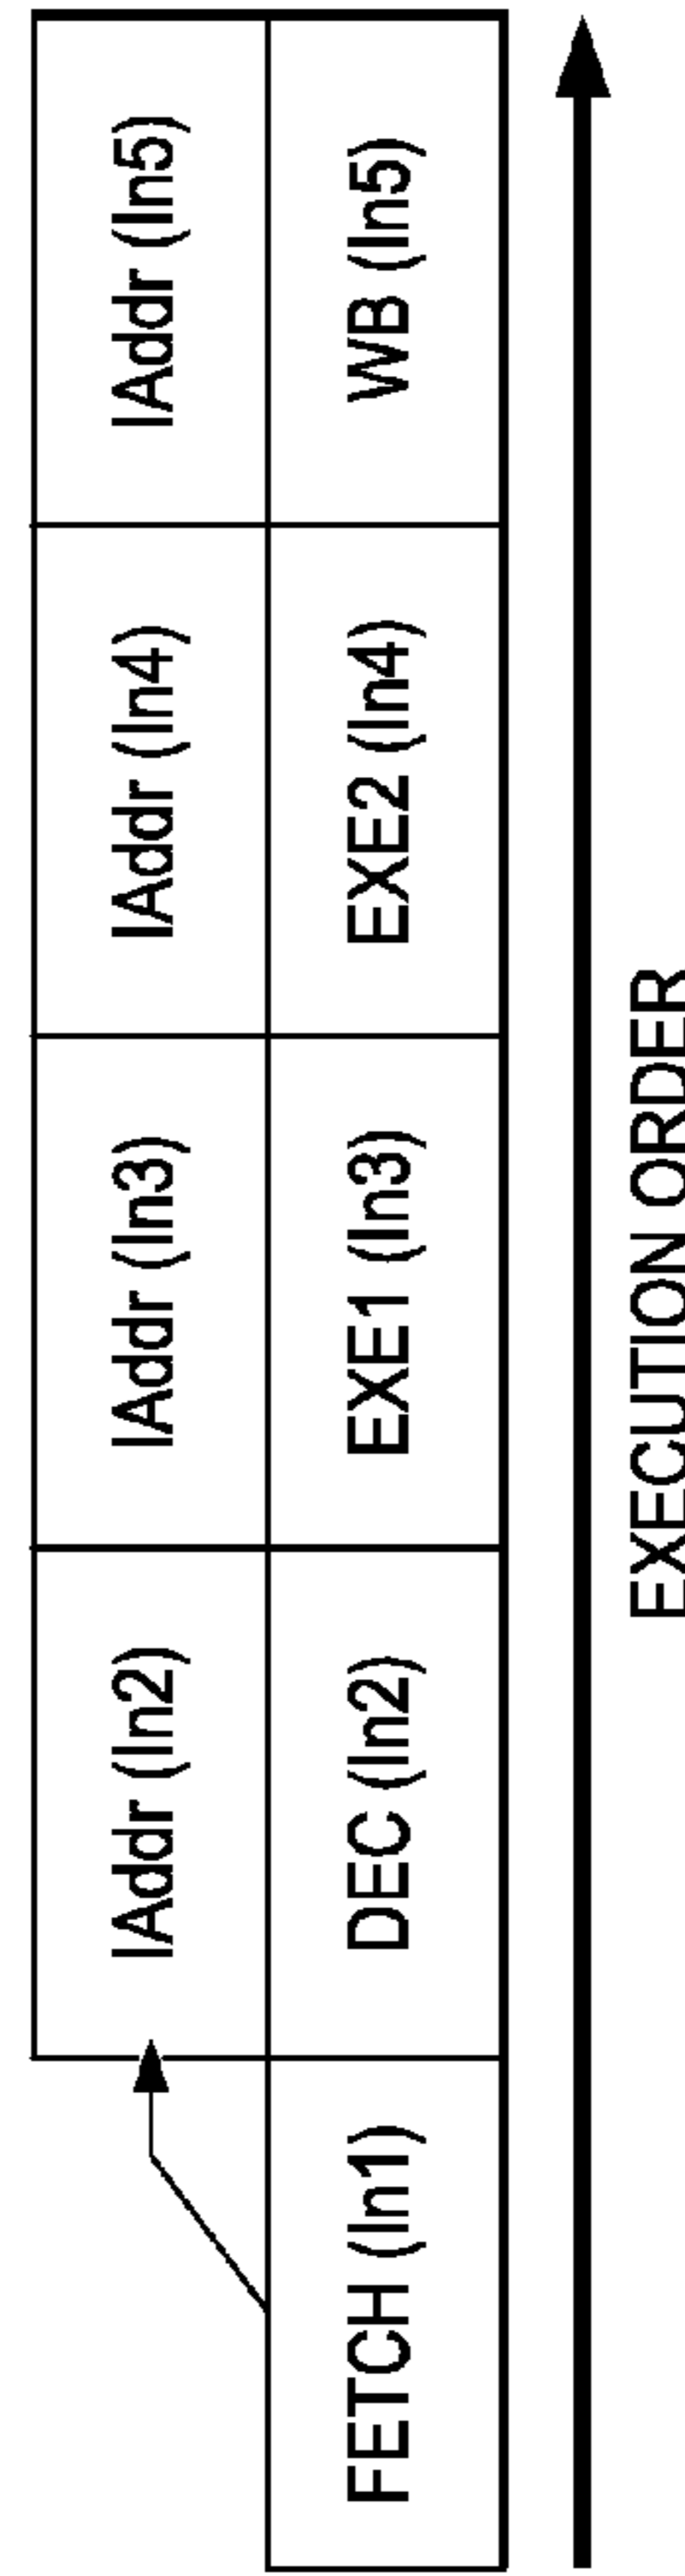 IAddr (In2)
IAddr (In3)
IAddr (In4)
IAddr (In5)
FETCH (In1)
DEC (In2)
EXE1 (In3)
EXE2 (In4)
WB (In5)
EXECUTION ORDER